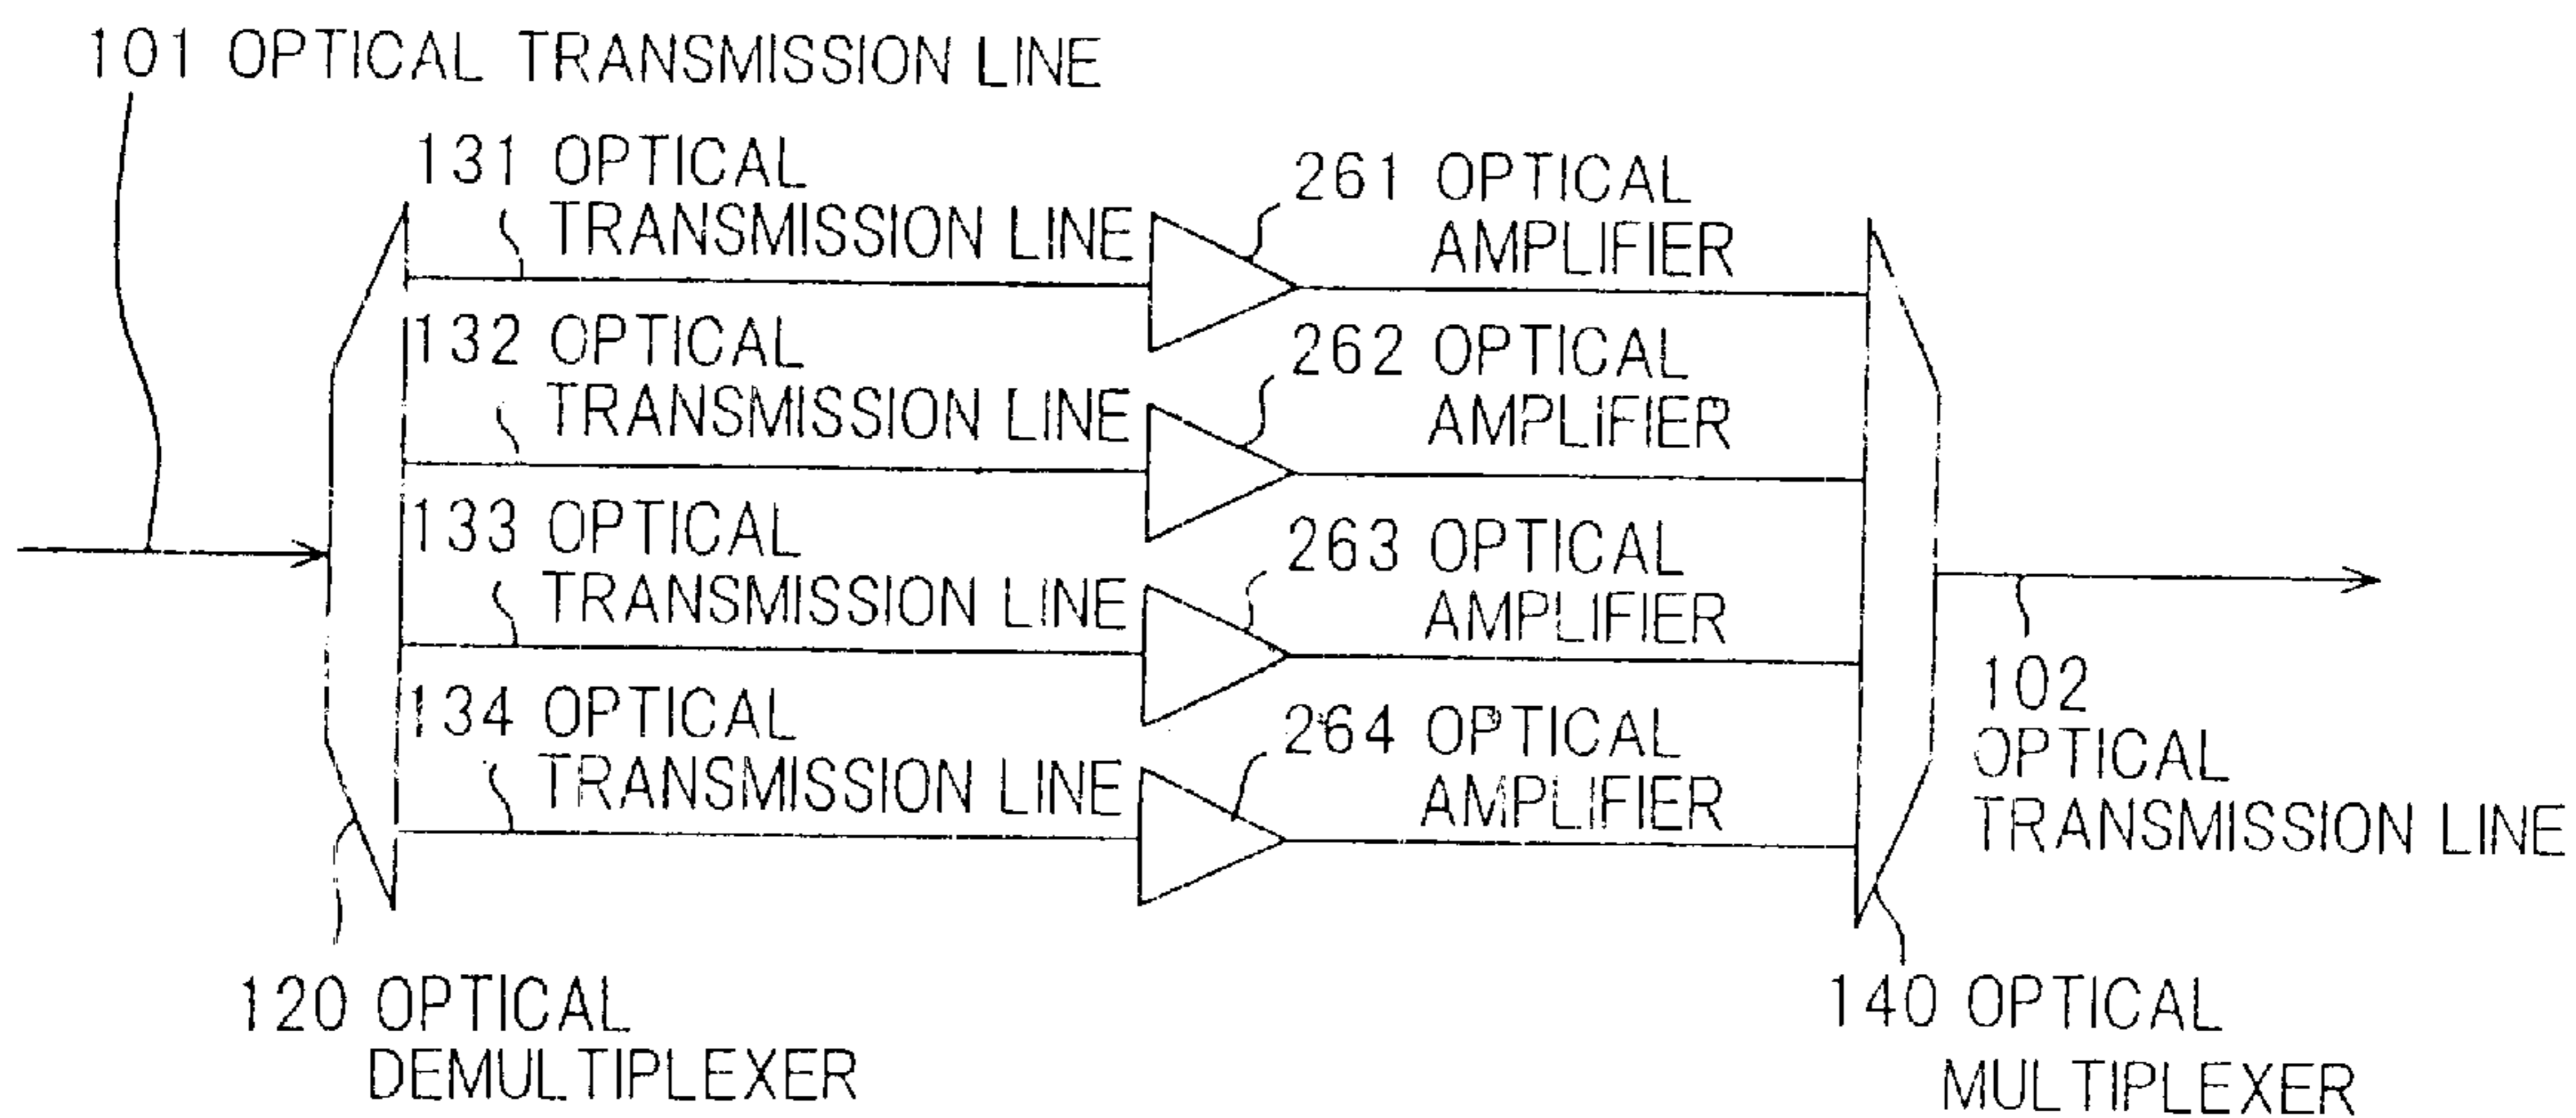 101 OPTICAL TRANSMISSION LINE
131 OPTICAL
TRANSMISSION LINE
261 OPTICAL
AMPLIFIER
132 OPTICAL
TRANSMISSION LINE
262 OPTICAL
AMPLIFIER
133 OPTICAL
TRANSMISSION LINE
263 OPTICAL
AMPLIFIER
134 OPTICAL
TRANSMISSION LINE
264 OPTICAL
AMPLIFIER
102
OPTICAL
TRANSMISSION LINE
120 OPTICAL
DEMULTIPLEXER
140 OPTICAL
MULTIPLEXER